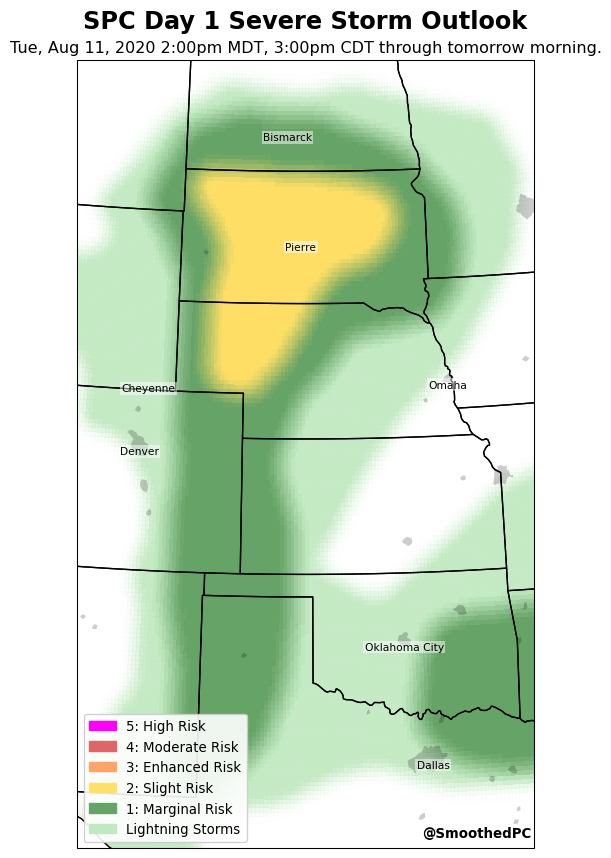 SPC Day 1 Severe Storm Outlook
Tue, Aug 11, 2020 2:00pm MDT, 3:00pm CDT through tomorrow morning.
Bismarck
Pierre
Cheyenne
Omaha
Denver
Oklahoma City
Dallas
5: High Risk
4: Moderate Risk
3: Enhanced Risk
2: Slight Risk
1: Marginal Risk
Lightning Storms
@SmoothedPC